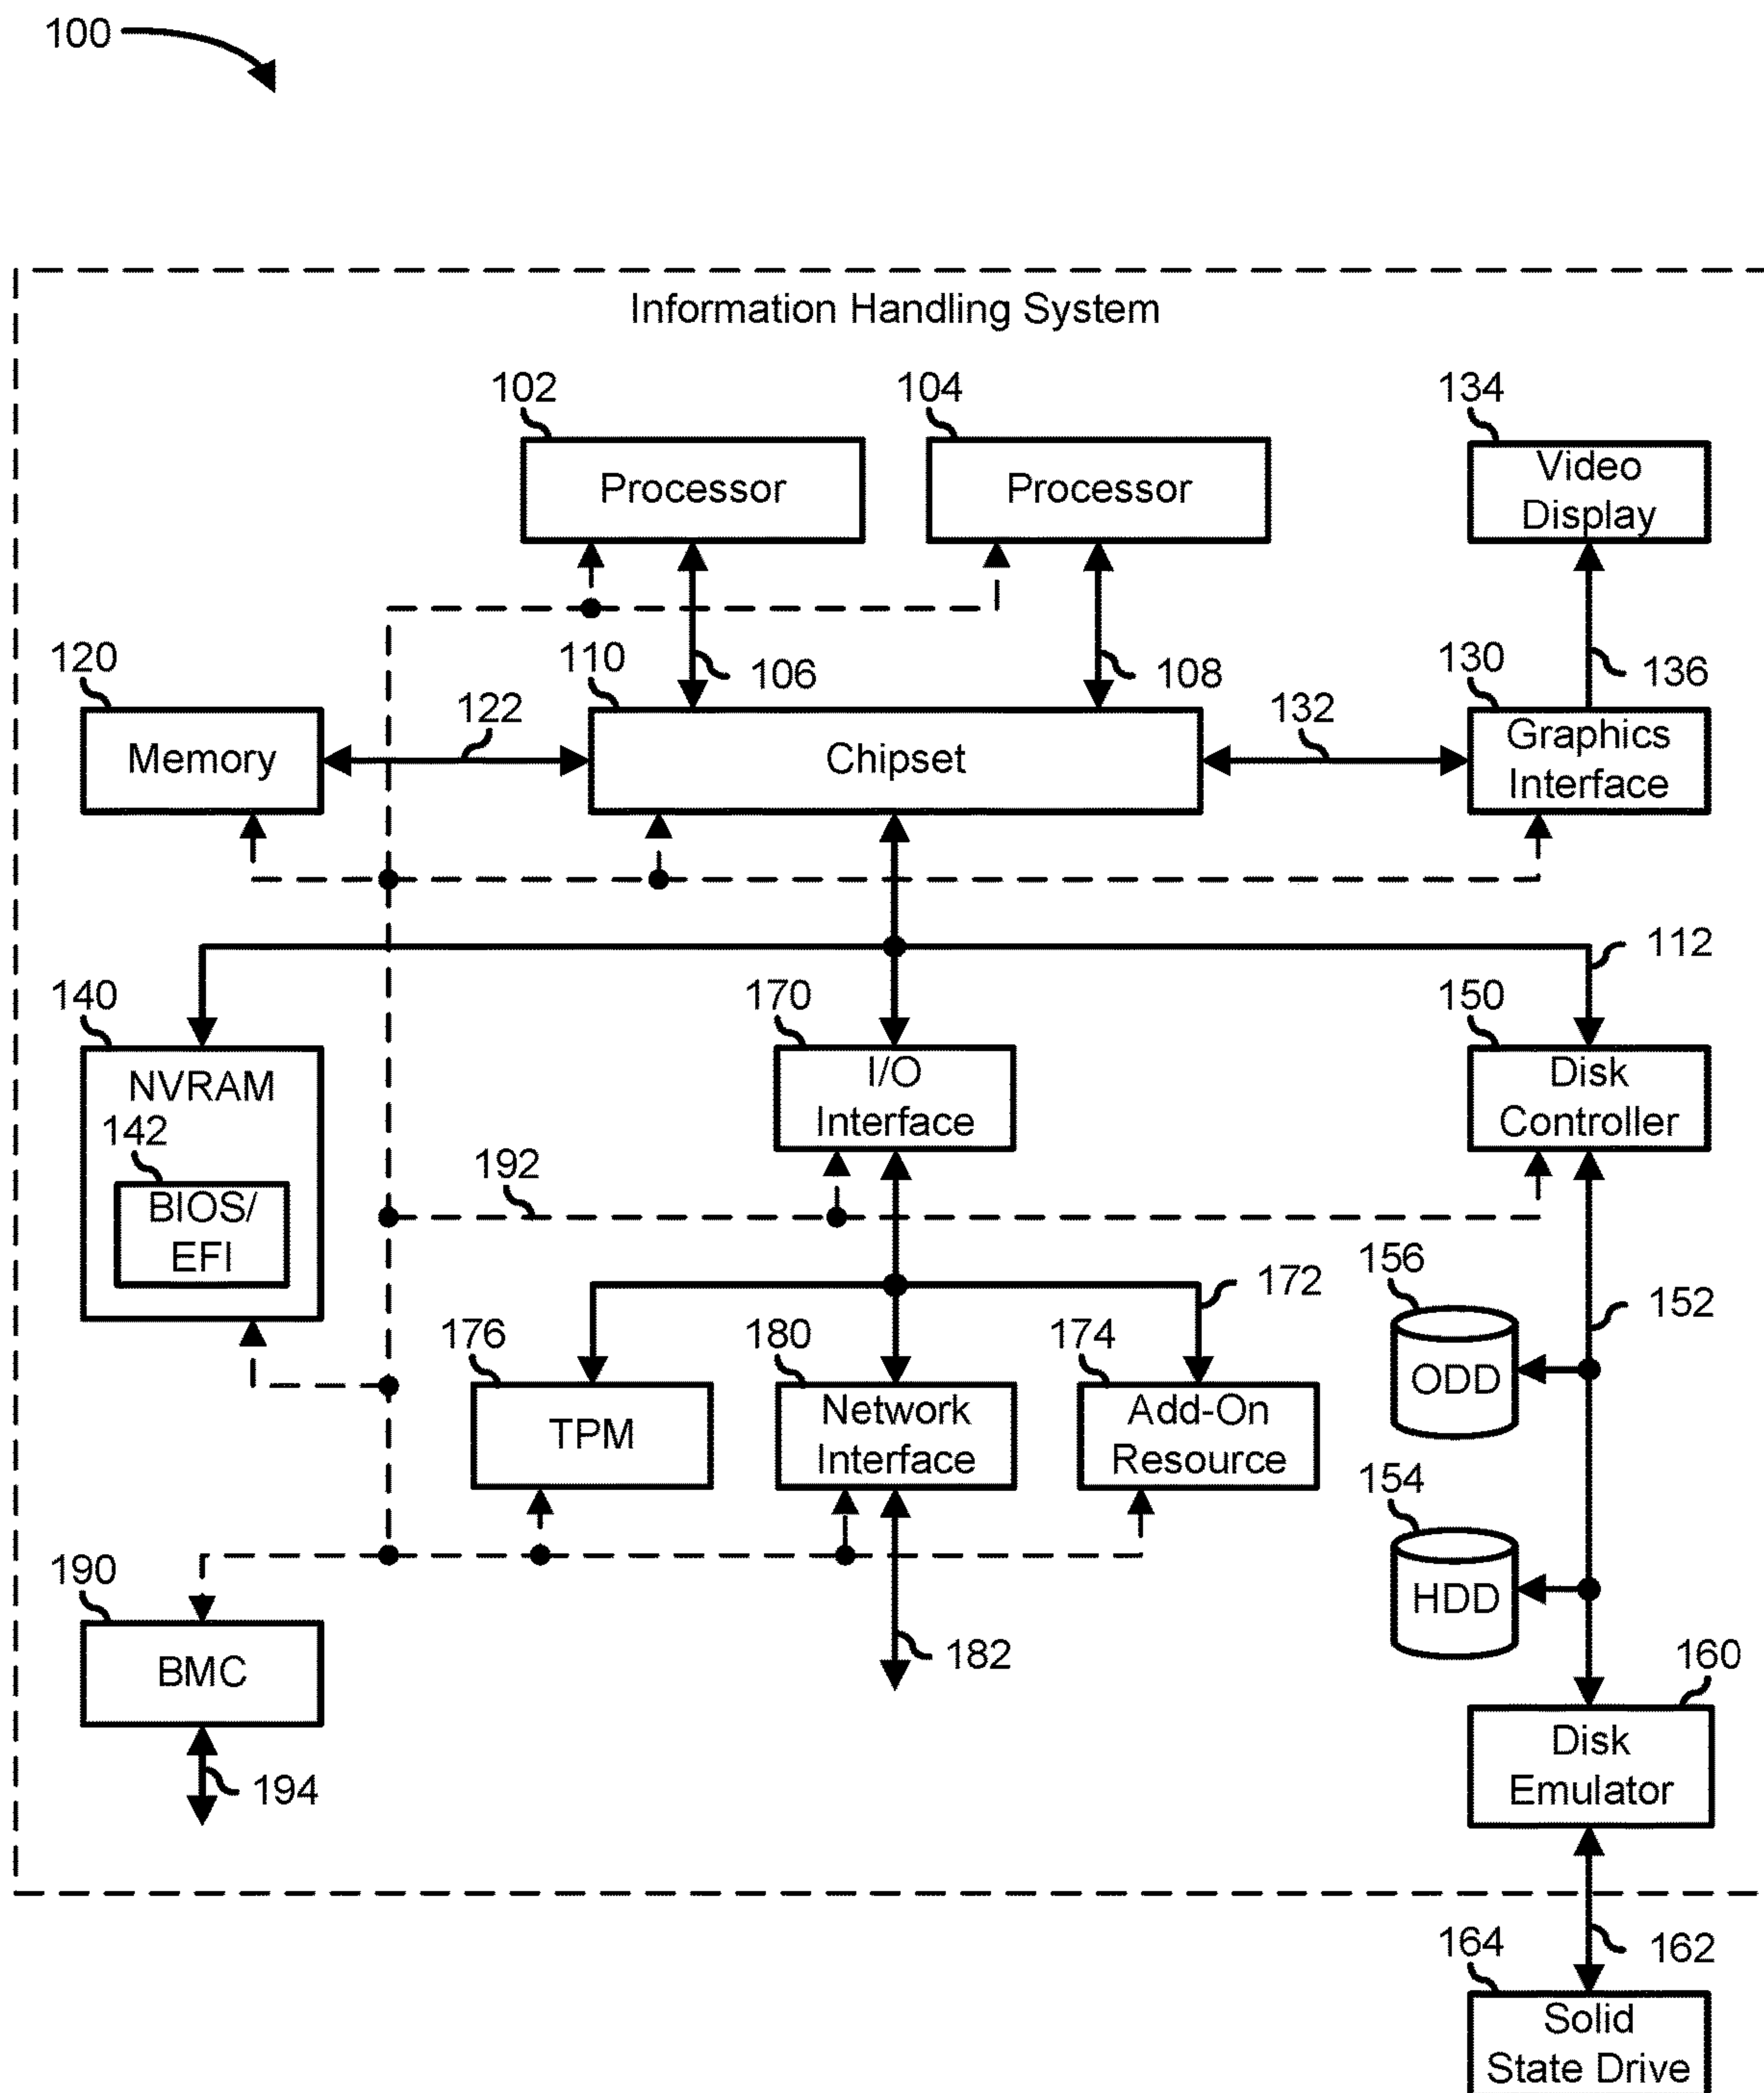 100
Information Handling System
102
104
134
Processor
Processor
Video
Display
120
110
106
108
130
136
122
132
Memory
Chipset
Graphics
Interface
112
140
170
150
NVRAM
I/O
Interface
Disk
Controller
142
BIOS/
EFI
192
156
172
152
176
180
174
ODD
TPM
Network
Interface
Add-On
Resource
154
190
HDD
BMC
182
160
Disk
Emulator
194
164
162
Solid
State Drive